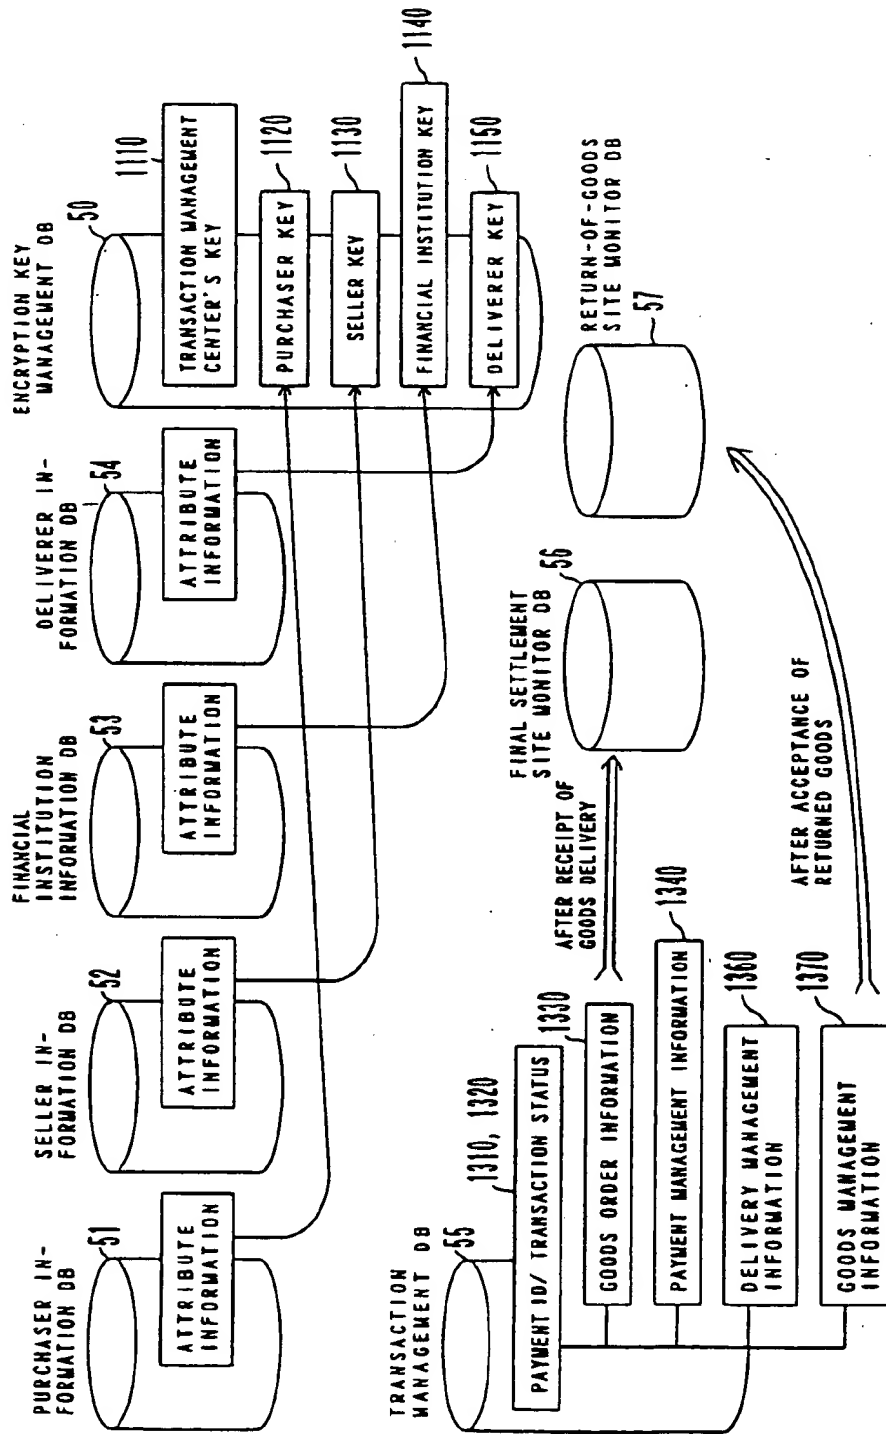 PURCHASER IN-
FORMATION DB
51
ATTRIBUTE
INFORMATION
SELLER IN-
FORMATION DB
52
ATTRIBUTE
INFORMATION
FINANCIAL
INSTITUTION
INFORMATION DB
53
ATTRIBUTE
INFORMATION
DELIVERER IN-
FORMATION DB
54
ATTRIBUTE
INFORMATION
ENCRYPTION KEY
MANAGEMENT DB
50
TRANSACTION MANAGEMENT
CENTER'S KEY
1110
PURCHASER KEY
1120
SELLER KEY
1130
FINANCIAL INSTITUTION KEY
1140
DELIVERER KEY
1150
TRANSACTION
MANAGEMENT DB
55
1310, 1320
PAYMENT ID/ TRANSACTION STATUS
1330
GOODS ORDER INFORMATION
1340
PAYMENT MANAGEMENT INFORMATION
DELIVERY MANAGEMENT
INFORMATION
1360
GOODS MANAGEMENT
INFORMATION
1370
AFTER RECEIPT OF
GOODS DELIVERY
FINAL SETTLEMENT
SITE MONITOR DB
56
RETURN-OF-GOODS
SITE MONITOR DB
57
AFTER ACCEPTANCE OF
RETURNED GOODS